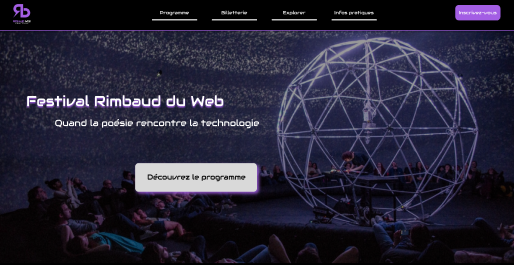 Programme
Billetterie
Explorer
Infos pratiques
Inscrivez-vous
Festival Rimbaud du Web
Quand la poésie rencontre la technologie
Découvrez le programme